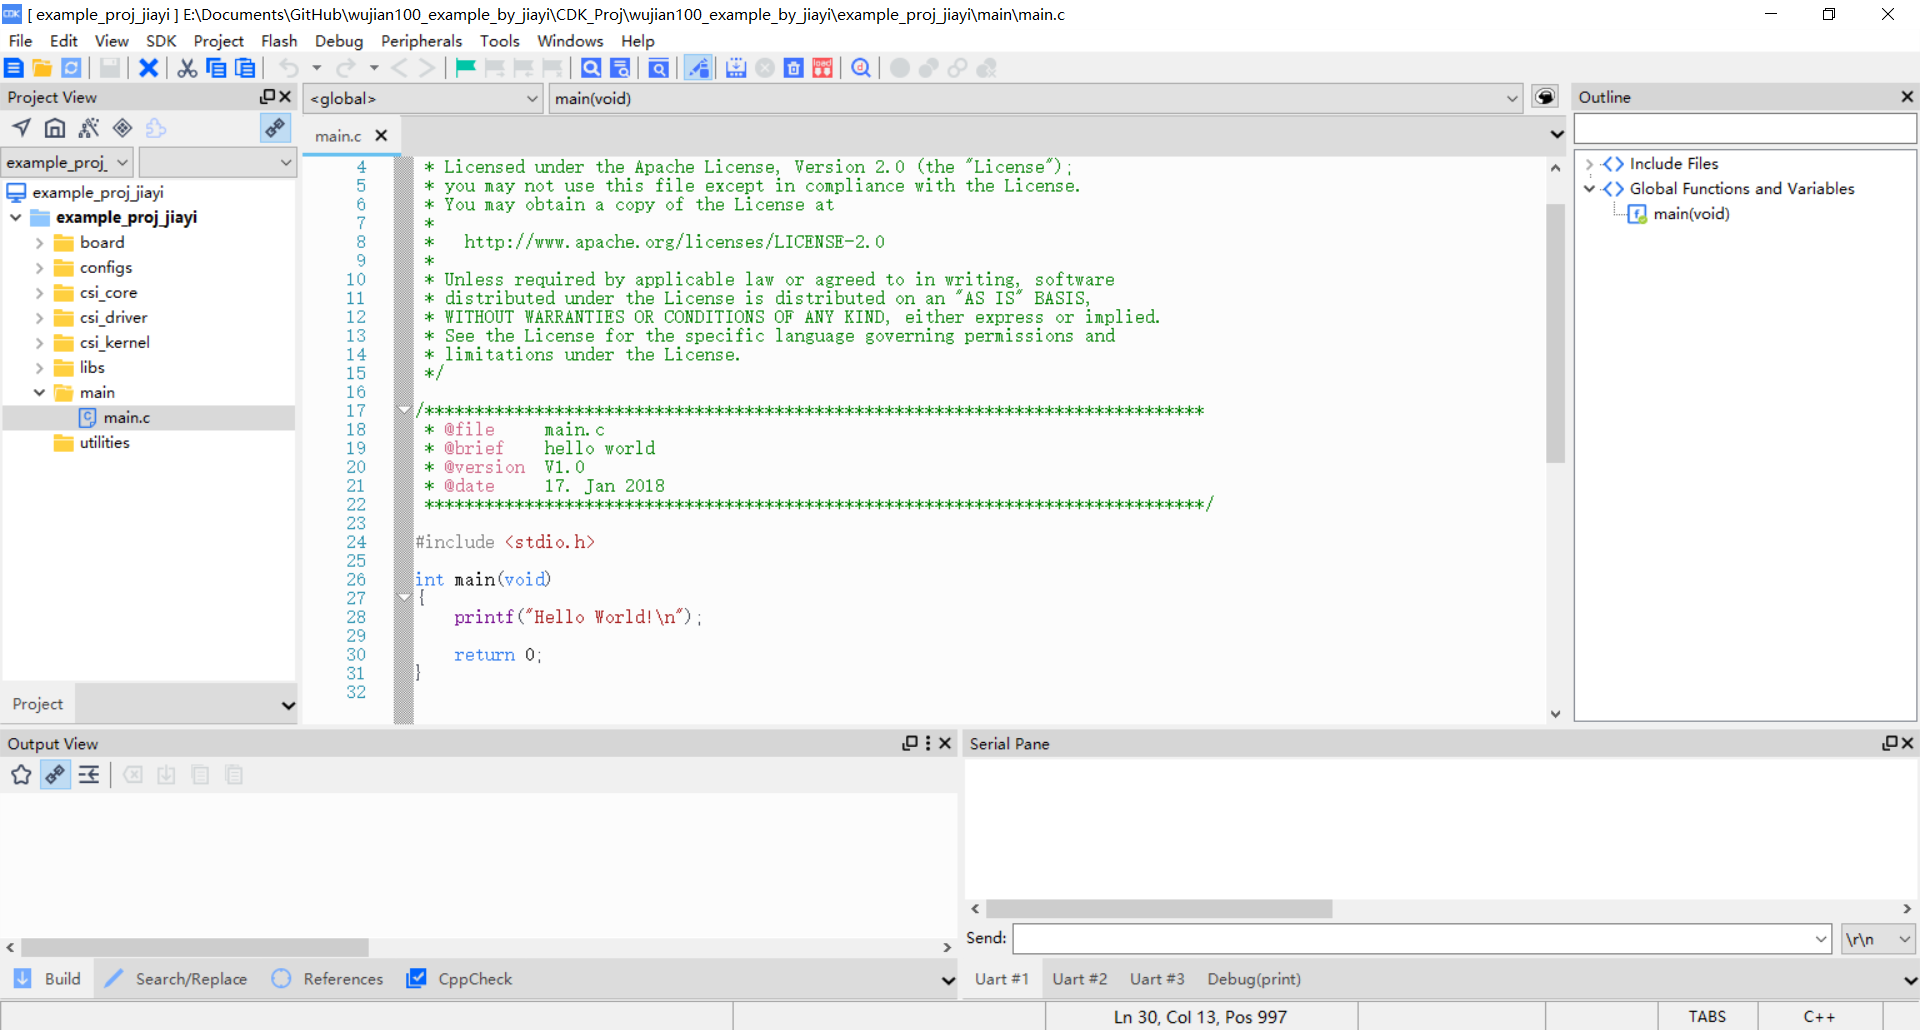 CDK [ example_proj_jiayi ] E:\Documents\GitHub\wujian100_example_by_jiayi\CDK_Proj\wujian100_example_by_jiayi\example_proj_jiayi\main\main.c
File Edit View SDK Project Flash Debug Peripherals Tools Windows Help
Project View
<global>
main(void)
Outline
main.c
example_proj_
example_proj_jiayi
example_proj_jiayi
board
configs
csi_core
csi_driver
csi_kernel
libs
main
main.c
utilities
Project
4 * Licensed under the Apache License, Version 2.0 (the "License");
5 * you may not use this file except in compliance with the License.
6 * You may obtain a copy of the License at
7 *
8 *   http://www.apache.org/licenses/LICENSE-2.0
9 *
10 * Unless required by applicable law or agreed to in writing, software
11 * distributed under the License is distributed on an "AS IS" BASIS,
12 * WITHOUT WARRANTIES OR CONDITIONS OF ANY KIND, either express or implied.
13 * See the License for the specific language governing permissions and
14 * limitations under the License.
15 */
16
17 /******************************************************************************
18 * @file     main.c
19 * @brief    hello world
20 * @version  V1.0
21 * @date     17. Jan 2018
22 ******************************************************************************/
23
24 #include <stdio.h>
25
26 int main(void)
27 {
28     printf("Hello World!\n");
29
30     return 0;
31 }
32
Include Files
Global Functions and Variables
main(void)
Output View
Build Search/Replace References CppCheck
Serial Pane
Send:
\r\n
Uart #1 Uart #2 Uart #3 Debug(print)
Ln 30, Col 13, Pos 997
TABS
C++